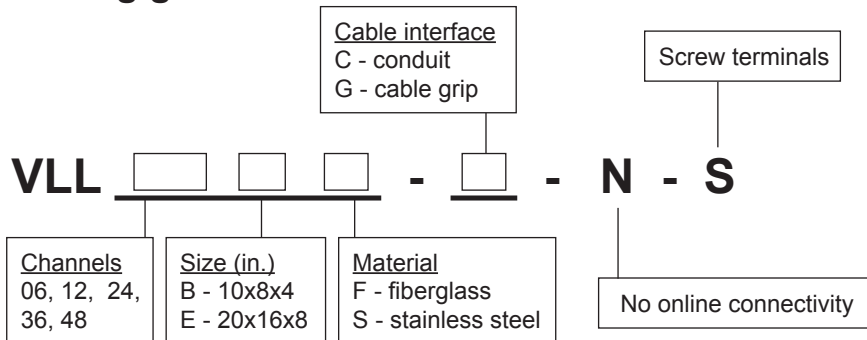 Cable interface
C - conduit
G - cable grip
Screw terminals
VLL - - N - S
Channels
06, 12, 24,
36, 48
Size (in.)
B - 10x8x4
E - 20x16x8
Material
F - fiberglass
S - stainless steel
No online connectivity